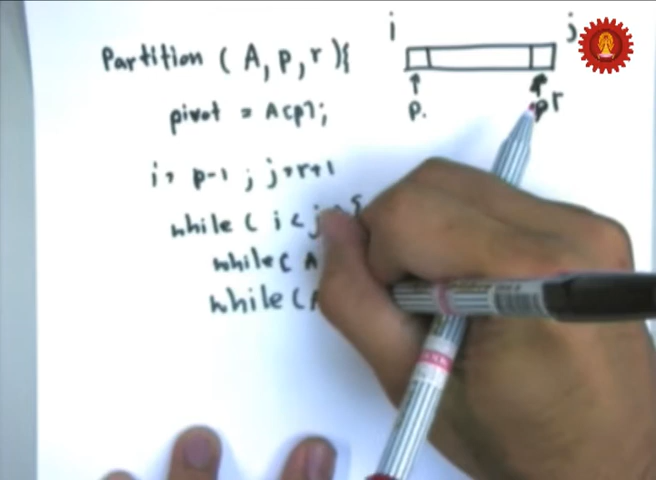 i j
Partition ( A, p, r ){
p. r
pivot = A[p];
i = p-1 ; j = r+1
while ( i < j
while ( A
while (